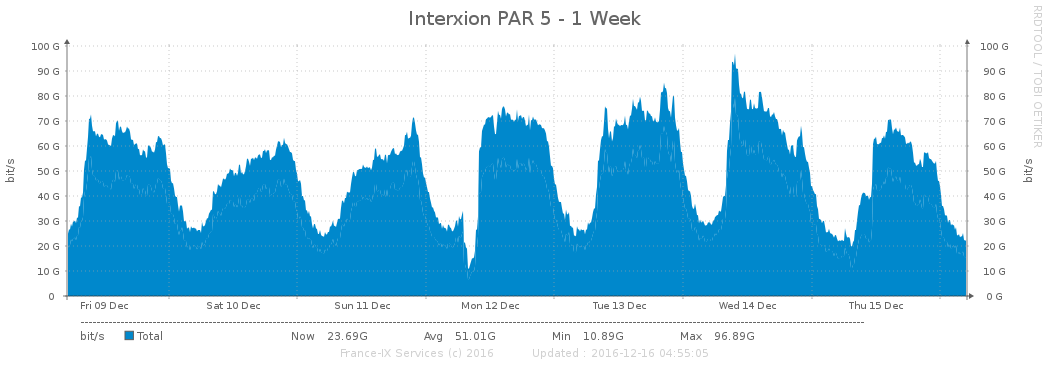 Interxion PAR 5 - 1 Week
RRDTOOL / TOBI OETIKER
bit/s
100 G
90 G
80 G
70 G
60 G
50 G
40 G
30 G
20 G
10 G
0
100 G
90 G
80 G
70 G
60 G
50 G
40 G
30 G
20 G
10 G
0 G
bit/s
Fri 09 Dec Sat 10 Dec Sun 11 Dec Mon 12 Dec Tue 13 Dec Wed 14 Dec Thu 15 Dec
bit/s Total Now 23.69G Avg 51.01G Min 10.89G Max 96.89G
France-IX Services (c) 2016 Updated : 2016-12-16 04:55:05